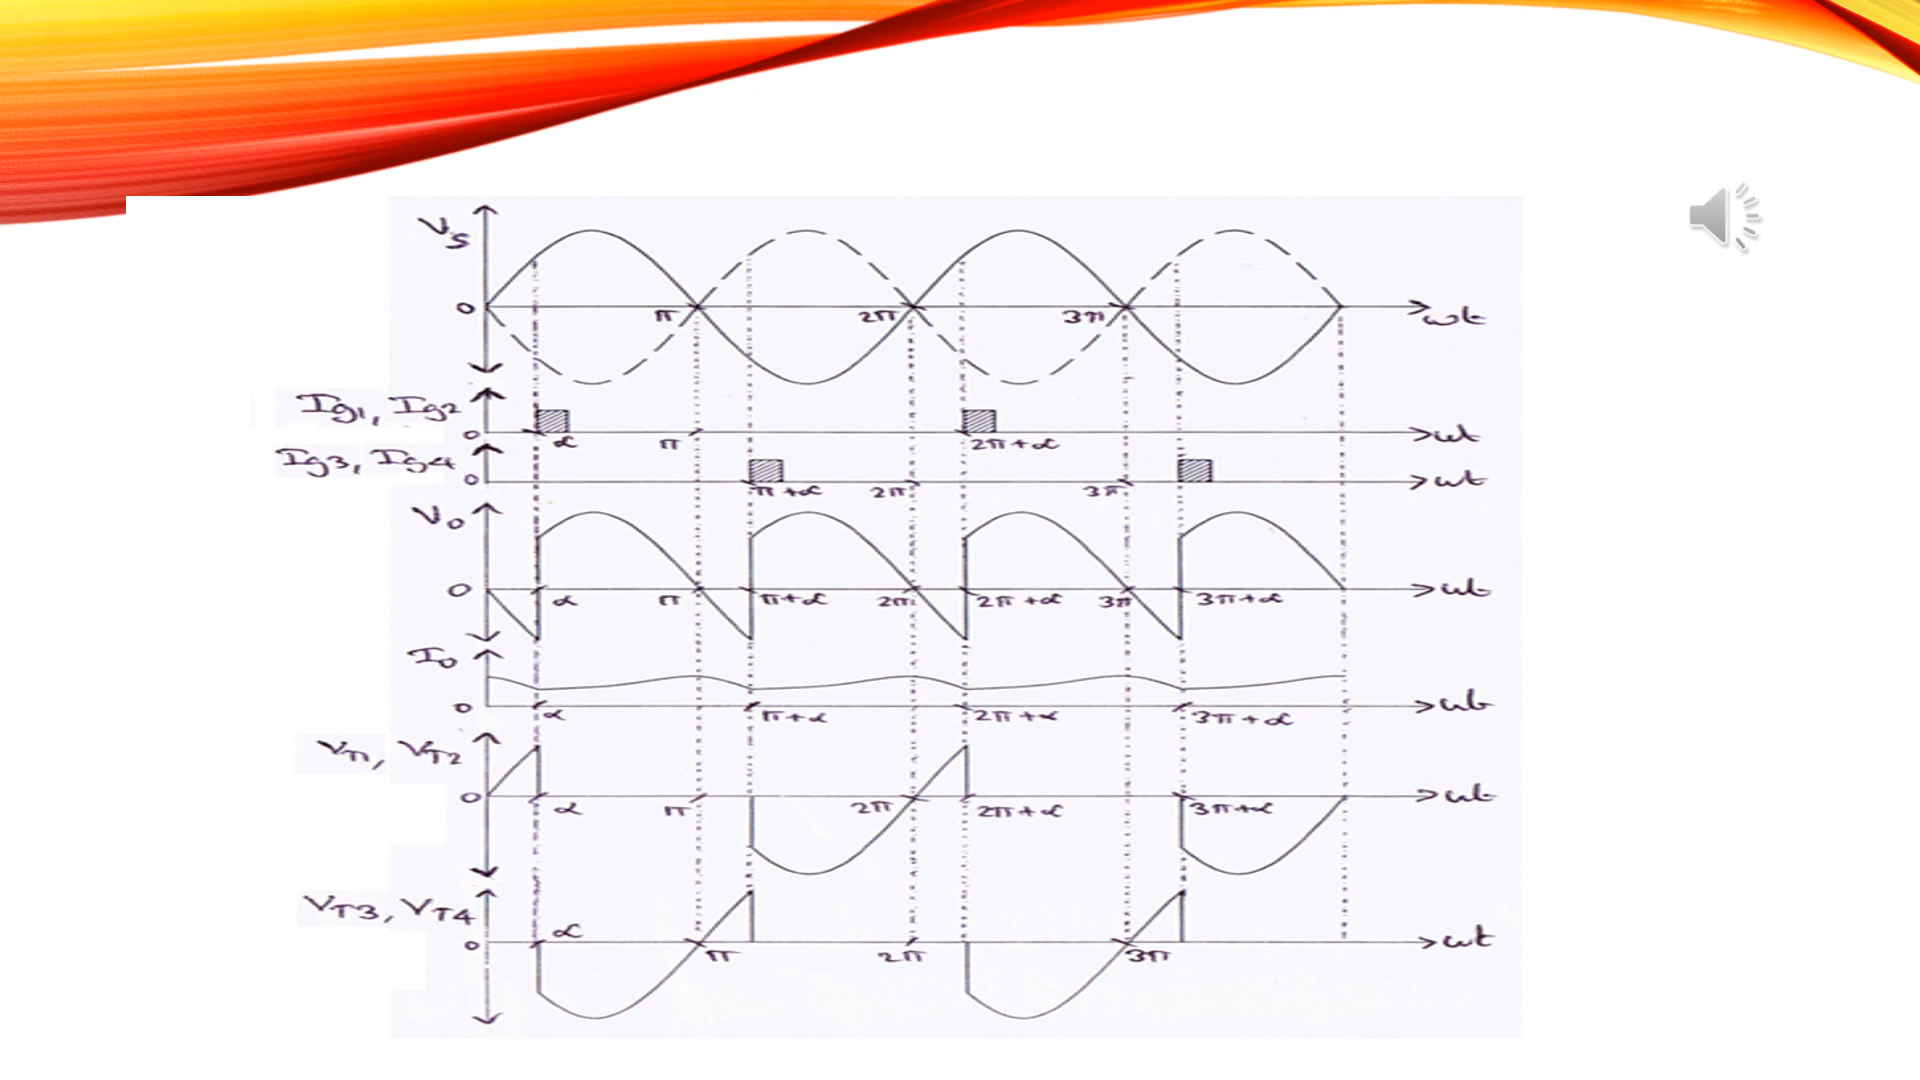 Vs
0
π 2π 3π ωt
Ig1, Ig2
0 α π 2π+α ωt
Ig3, Ig4
0 π+α 2π 3π ωt
Vo
0 α π π+α 2π 2π+α 3π 3π+α ωt
Io
0 α π+α 2π+α 3π+α ωt
VT1, VT2
0 α π 2π 2π+α 3π+α ωt
VT3, VT4
0 α π 2π 3π ωt